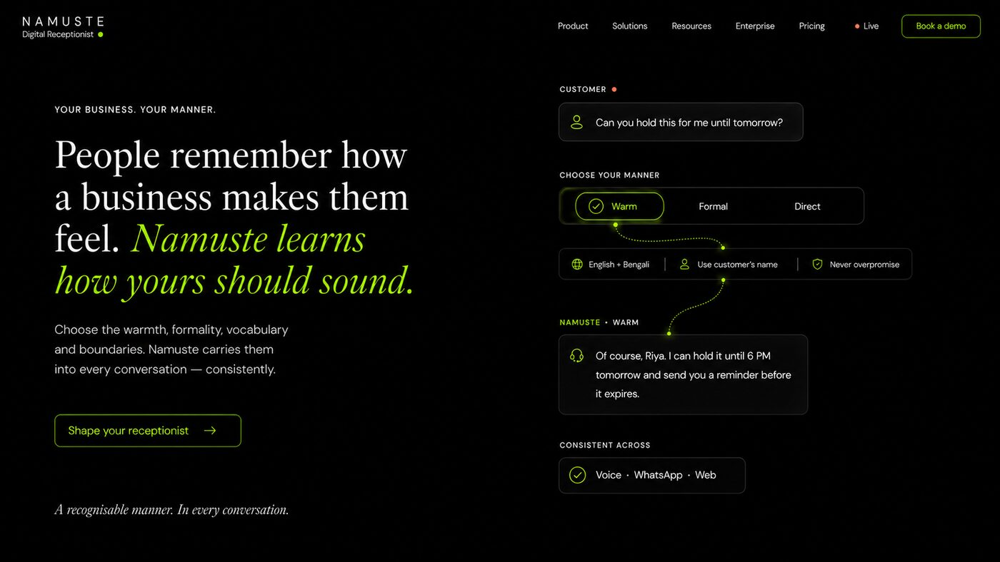 NAMUSTE
Digital Receptionist
Product
Solutions
Resources
Enterprise
Pricing
Live
Book a demo
YOUR BUSINESS. YOUR MANNER.
People remember how
a business makes them
feel. Namuste learns
how yours should sound.
Choose the warmth, formality, vocabulary
and boundaries. Namuste carries them
into every conversation — consistently.
Shape your receptionist →
A recognisable manner. In every conversation.
CUSTOMER
Can you hold this for me until tomorrow?
CHOOSE YOUR MANNER
Warm
Formal
Direct
English + Bengali
Use customer's name
Never overpromise
NAMUSTE • WARM
Of course, Riya. I can hold it until 6 PM
tomorrow and send you a reminder before
it expires.
CONSISTENT ACROSS
Voice · WhatsApp · Web